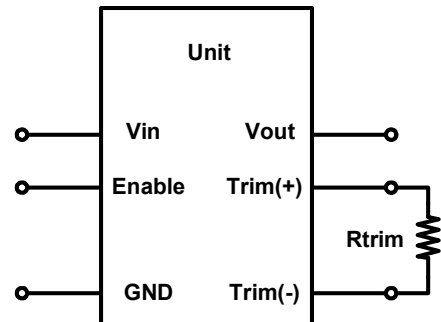 Unit
Vin Vout
Enable Trim(+)
Rtrim
GND Trim(-)